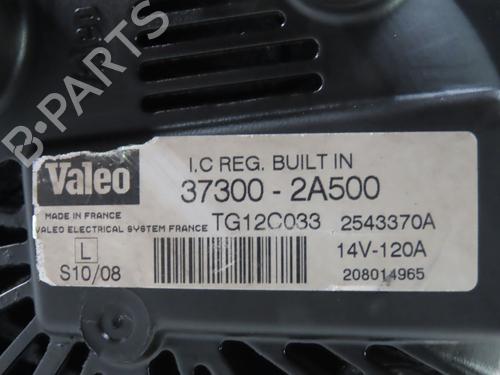 B-PARTS
Valeo
I.C REG. BUILT IN
37300 - 2A500
MADE IN FRANCE
VALEO ELECTRICAL SYSTEM FRANCE
TG12C033 2543370A
L
14V-120A
S10/08
208014965